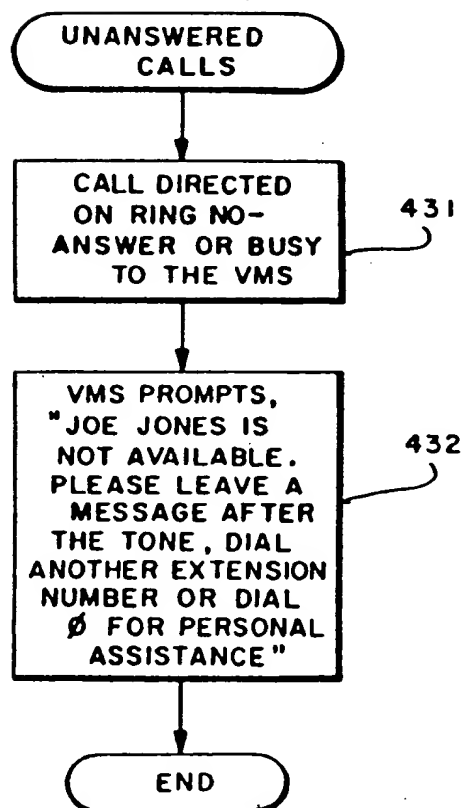 UNANSWERED
CALLS
CALL DIRECTED
ON RING NO-
ANSWER OR BUSY
TO THE VMS
431
VMS PROMPTS,
"JOE JONES IS
NOT AVAILABLE.
PLEASE LEAVE A
MESSAGE AFTER
THE TONE, DIAL
ANOTHER EXTENSION
NUMBER OR DIAL
Ø FOR PERSONAL
ASSISTANCE"
432
END